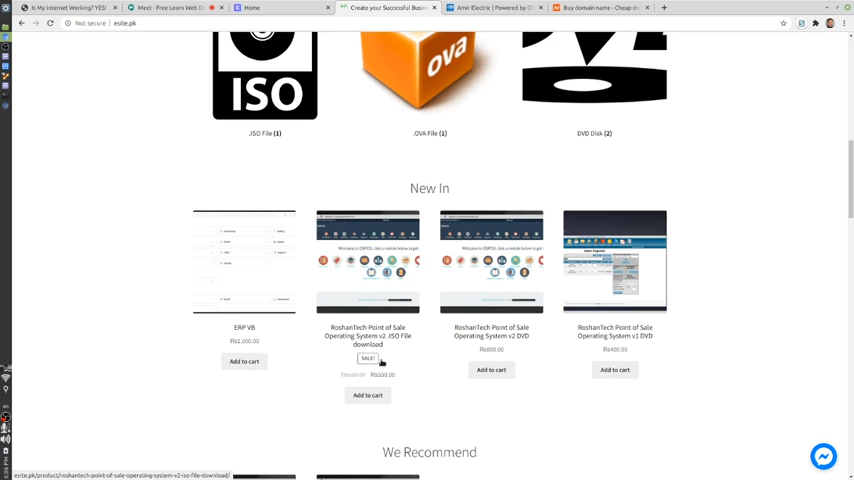 Is My Internet Working? YES!
Meet - Free Learn Web De
Home
Create your Successful Busine
Amir Electric | Powered by OS
Buy domain name - Cheap
Not secure | esite.pk
ISO
ova
.ISO File (1)
.OVA File (1)
DVD Disk (2)
New In
ERP VB
₨1,000.00
Add to cart
RoshanTech Point of Sale
Operating System v2 .ISO File
download
SALE!
₨500.00
Add to cart
RoshanTech Point of Sale
Operating System v2 DVD
₨600.00
Add to cart
RoshanTech Point of Sale
Operating System v1 DVD
₨400.00
Add to cart
We Recommend
esite.pk/product/roshantech-point-of-sale-operating-system-v2-iso-file-download/